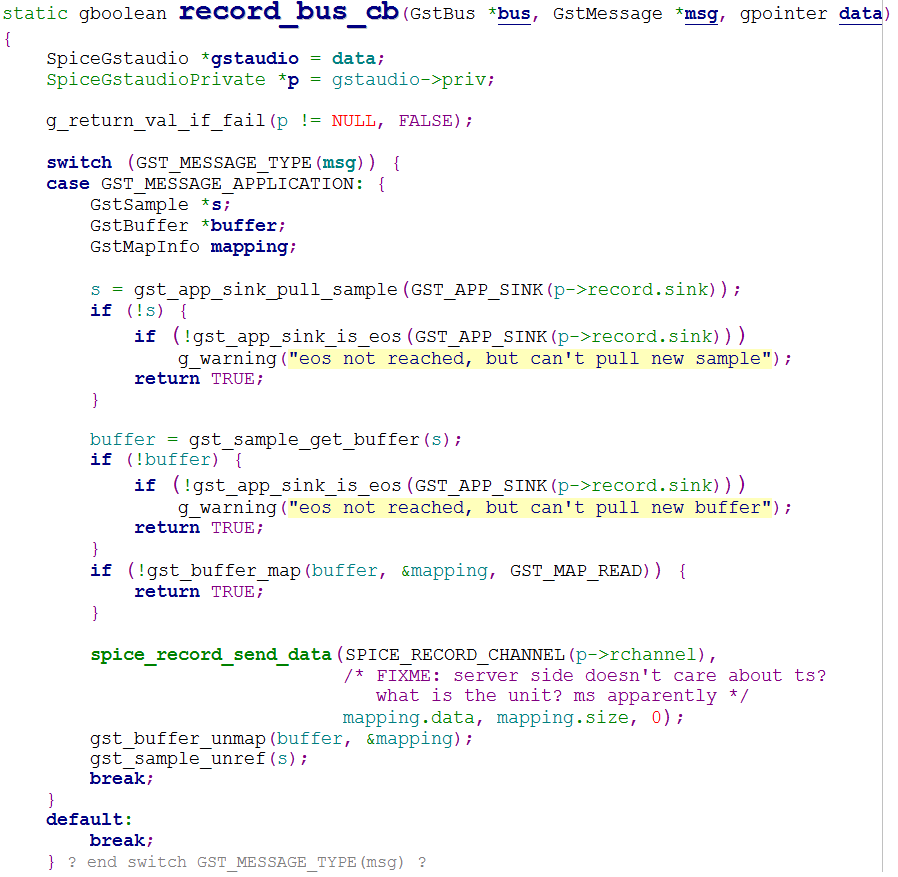 static gboolean record_bus_cb(GstBus *bus, GstMessage *msg, gpointer data)
{
    SpiceGstaudio *gstaudio = data;
    SpiceGstaudioPrivate *p = gstaudio->priv;

    g_return_val_if_fail(p != NULL, FALSE);

    switch (GST_MESSAGE_TYPE(msg)) {
    case GST_MESSAGE_APPLICATION: {
        GstSample *s;
        GstBuffer *buffer;
        GstMapInfo mapping;

        s = gst_app_sink_pull_sample(GST_APP_SINK(p->record.sink));
        if (!s) {
            if (!gst_app_sink_is_eos(GST_APP_SINK(p->record.sink)))
                g_warning("eos not reached, but can't pull new sample");
            return TRUE;
        }

        buffer = gst_sample_get_buffer(s);
        if (!buffer) {
            if (!gst_app_sink_is_eos(GST_APP_SINK(p->record.sink)))
                g_warning("eos not reached, but can't pull new buffer");
            return TRUE;
        }
        if (!gst_buffer_map(buffer, &mapping, GST_MAP_READ)) {
            return TRUE;
        }

        spice_record_send_data(SPICE_RECORD_CHANNEL(p->rchannel),
                               /* FIXME: server side doesn't care about ts?
                                  what is the unit? ms apparently */
                               mapping.data, mapping.size, 0);
        gst_buffer_unmap(buffer, &mapping);
        gst_sample_unref(s);
        break;
    }
    default:
        break;
    } ? end switch GST_MESSAGE_TYPE(msg) ?